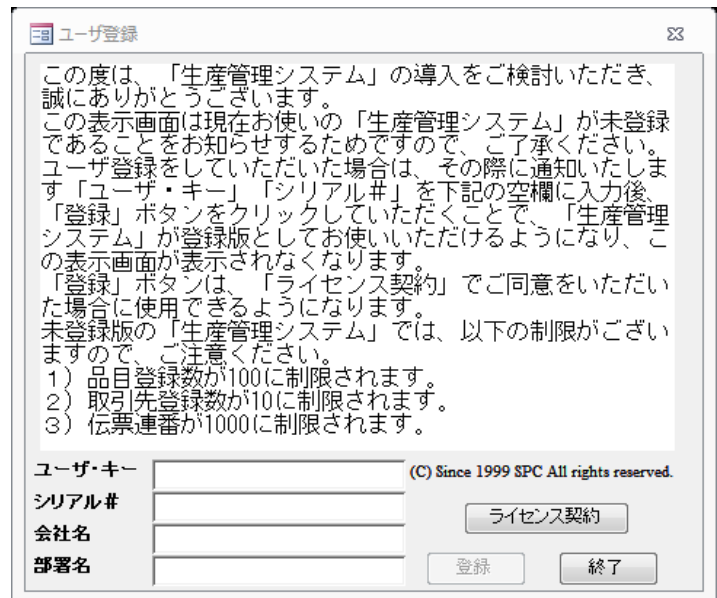 ユーザ登録
この度は、「生産管理システム」の導入をご検討いただき、
誠にありがとうございます。
この表示画面は現在お使いの「生産管理システム」が未登録
であることをお知らせするためですので、ご了承ください。
ユーザ登録をしていただいた場合は、その際に通知いたしま
す「ユーザ・キー」「シリアル#」を下記の空欄に入力後、
「登録」ボタンをクリックしていただくことで、「生産管理
システム」が登録版としてお使いいただけるようになり、こ
の表示画面が表示されなくなります。
「登録」ボタンは、「ライセンス契約」でご同意をいただい
た場合に使用できるようになります。
未登録版の「生産管理システム」では、以下の制限がござい
ますので、ご注意ください。
1)品目登録数が100に制限されます。
2)取引先登録数が10に制限されます。
3)伝票連番が1000に制限されます。
ユーザ・キー
(C) Since 1999 SPC All rights reserved.
シリアル#
ライセンス契約
会社名
部署名
登録
終了